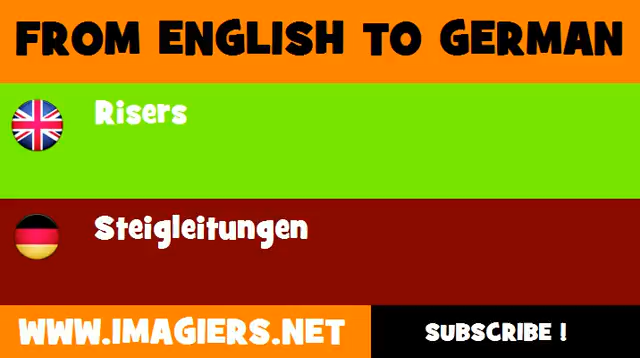 FROM ENGLISH TO GERMAN
Risers
Steigleitungen
WWW.IMAGIERS.NET
SUBSCRIBE !